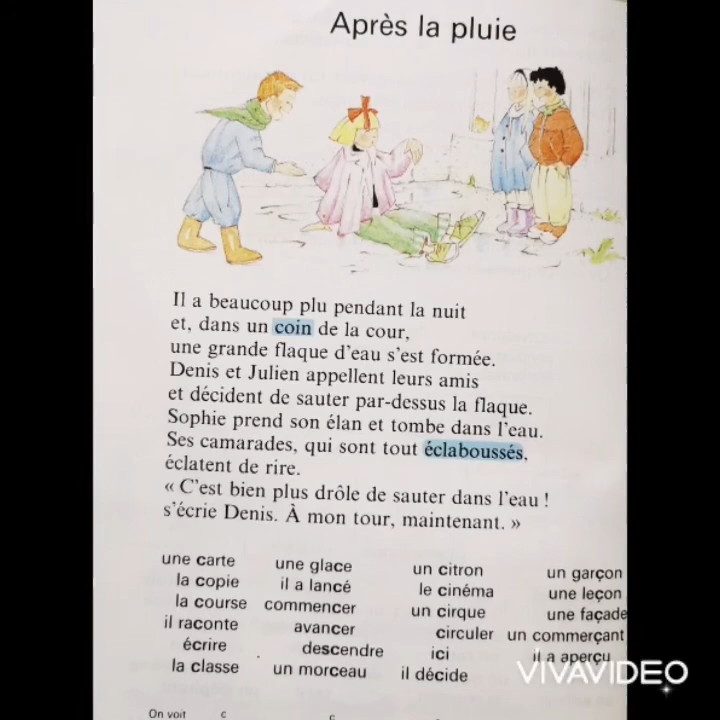 Après la pluie
Il a beaucoup plu pendant la nuit
et, dans un coin de la cour,
une grande flaque d'eau s'est formée.
Denis et Julien appellent leurs amis
et décident de sauter par-dessus la flaque.
Sophie prend son élan et tombe dans l'eau.
Ses camarades, qui sont tout éclaboussés,
éclatent de rire.
« C'est bien plus drôle de sauter dans l'eau !
s'écrie Denis. À mon tour, maintenant. »
une carte une glace un citron un garçon
la copie il a lancé le cinéma une leçon
la course commencer un cirque une façade
il raconte avancer circuler un commerçant
écrire descendre ici il a aperçu
la classe un morceau il décide
VIVAVIDEO
On voit c c